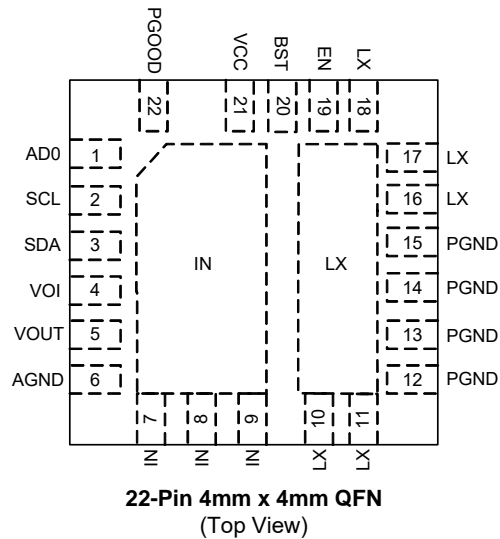 PGOOD
VCC
BST
EN
LX
22
21
20
19
18
AD0
1
17
LX
SCL
2
16
LX
SDA
3
15
PGND
IN
LX
VOI
4
14
PGND
VOUT
5
13
PGND
AGND
6
12
PGND
7
8
9
10
11
IN
IN
IN
LX
LX
22-Pin 4mm x 4mm QFN
(Top View)